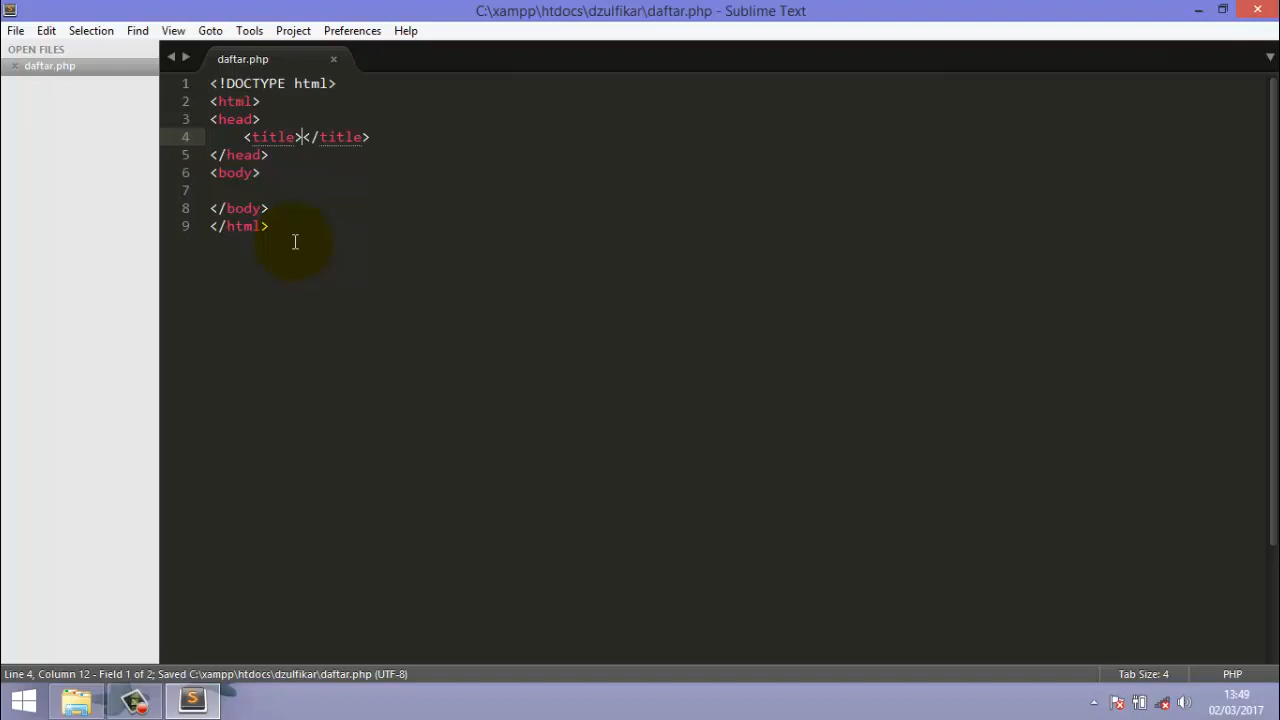 C:\xampp\htdocs\dzulfikar\daftar.php - Sublime Text
File Edit Selection Find View Goto Tools Project Preferences Help
OPEN FILES
daftar.php
daftar.php
1 <!DOCTYPE html>
2 <html>
3 <head>
4 <title></title>
5 </head>
6 <body>
7
8 </body>
9 </html>
Line 4, Column 12 - Field 1 of 2; Saved C:\xampp\htdocs\dzulfikar\daftar.php (UTF-8)
Tab Size: 4
PHP
13:49
02/03/2017